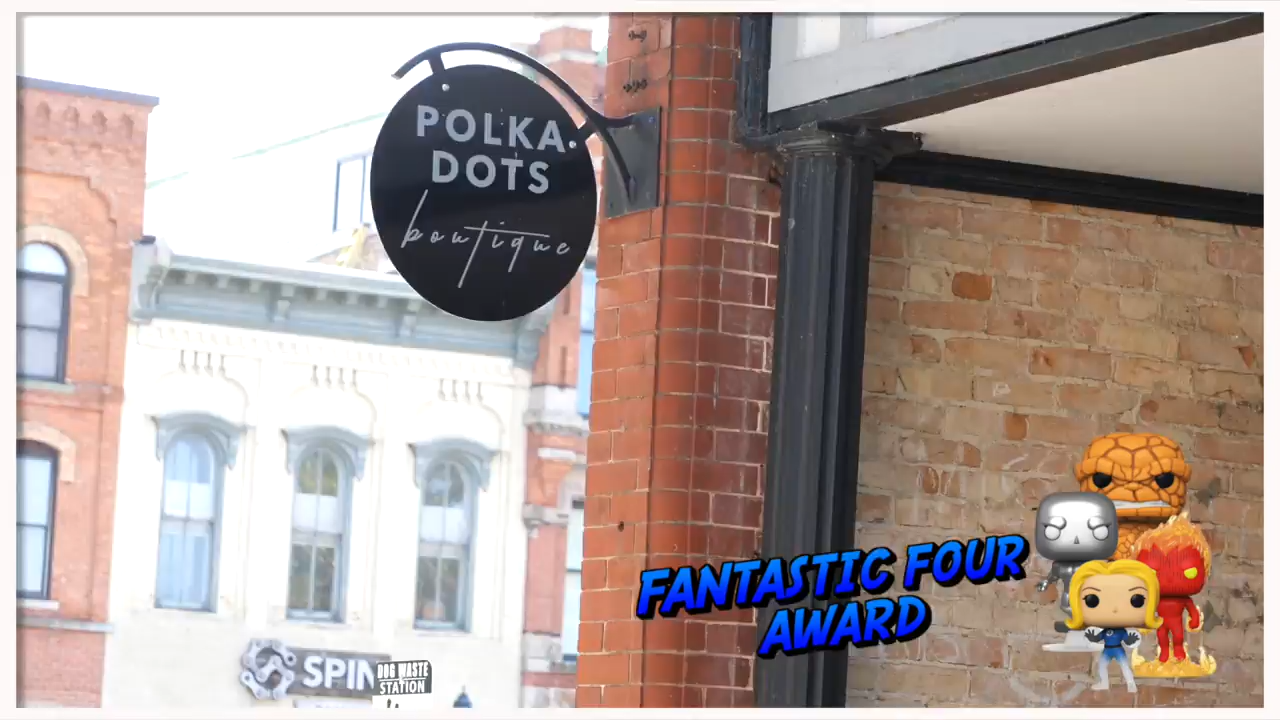 POLKA
DOTS
boutique
FANTASTIC FOUR
AWARD
SPIN
DOG WASTE
STATION